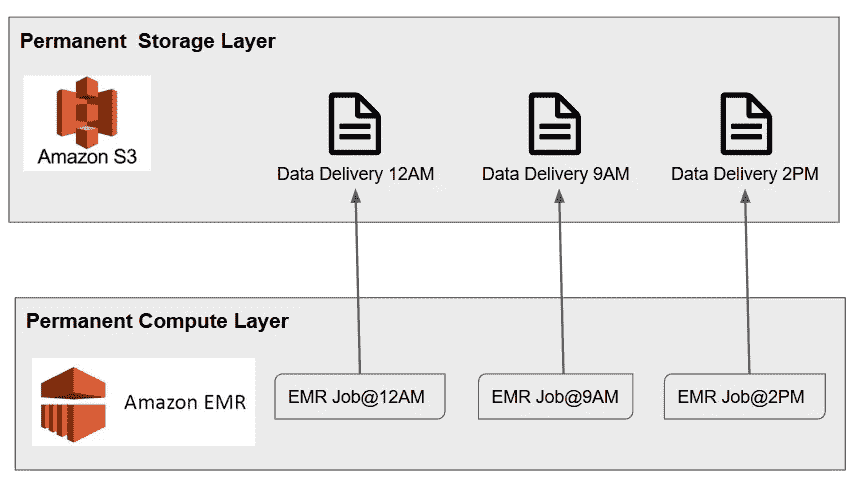 Permanent  Storage Layer
Amazon S3
Data Delivery 12AM
Data Delivery 9AM
Data Delivery 2PM
Permanent Compute Layer
Amazon EMR
EMR Job@12AM
EMR Job@9AM
EMR Job@2PM